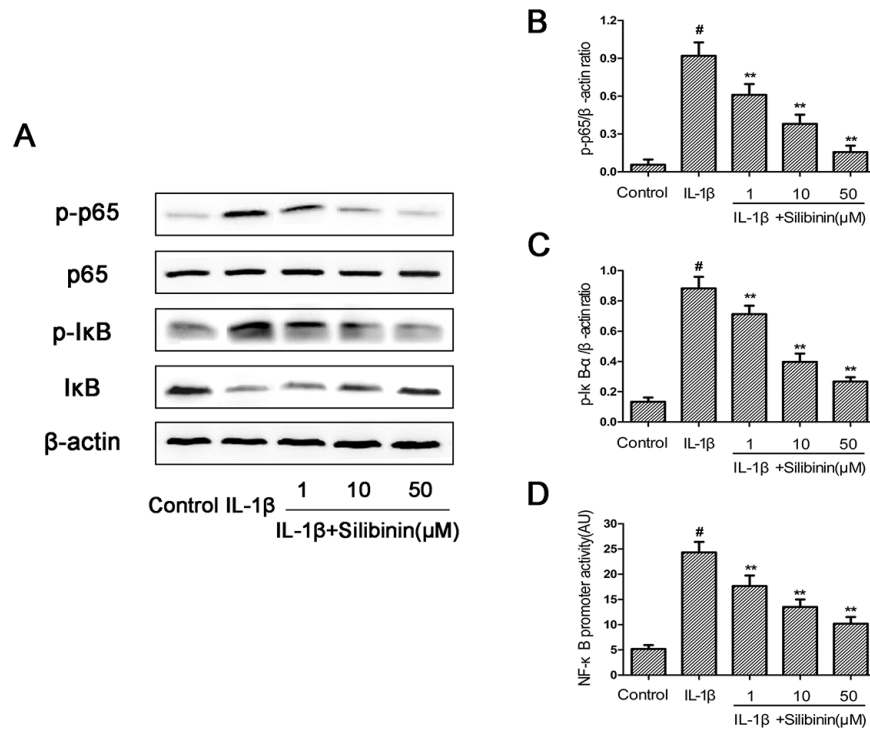 A
p-p65
p65
p-IκB
IκB
β-actin
Control IL-1β 1 10 50
IL-1β+Silibinin(μM)
B
p-p65/β -actin ratio
1.2
0.9
0.6
0.3
0.0
#
**
**
**
Control IL-1β 1 10 50
IL-1β +Silibinin(μM)
C
p-Iκ B-α/β -actin ratio
1.0
0.8
0.6
0.4
0.2
0.0
#
**
**
**
Control IL-1β 1 10 50
IL-1β +Silibinin(μM)
D
NF-κ B promoter activity(AU)
30
25
20
15
10
5
0
#
**
**
**
Control IL-1β 1 10 50
IL-1β +Silibinin(μM)